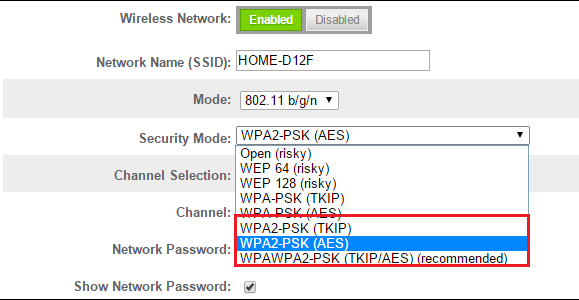 Wireless Network: Enabled Disabled
Network Name (SSID): HOME-D12F
Mode: 802.11 b/g/n
Security Mode: WPA2-PSK (AES)
Open (risky)
WEP 64 (risky)
Channel Selection: WEP 128 (risky)
WPA-PSK (TKIP)
Channel: WPA-PSK (AES)
WPA2-PSK (TKIP)
Network Password: WPA2-PSK (AES)
WPAWPA2-PSK (TKIP/AES) (recommended)
Show Network Password: